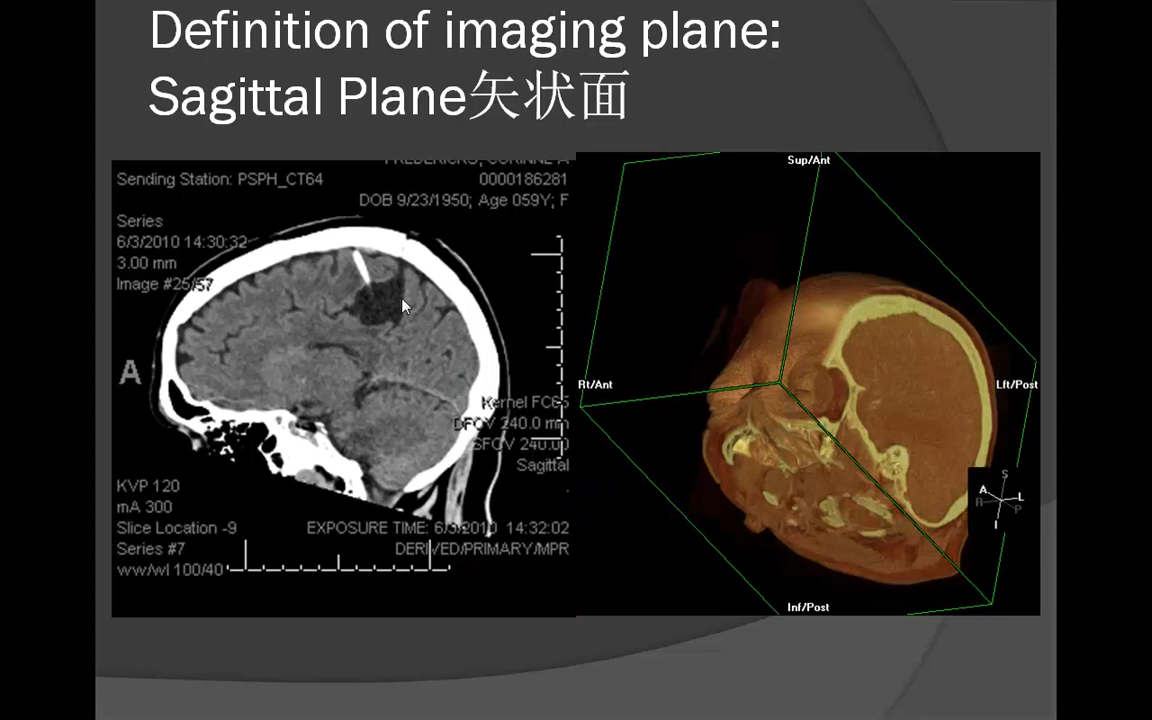 Definition of imaging plane:
Sagittal Plane矢状面
Sending Station: PSPH_CT64
0000186281
DOB 9/23/1950; Age 059Y; F
Series
6/3/2010 14:30:32
3.00 mm
Image #25/57
A
Kernel FC65
DFOV 240.0 mm
SFOV 240.00
Sagittal
KVP 120
mA 300
Slice Location -9
Series #7
ww/wl 100/40
EXPOSURE TIME: 6/3/2010 14:32:02
DERIVED/PRIMARY/MPR
Sup/Ant
Rt/Ant
Lft/Post
Inf/Post
S
A
L
R
P
I